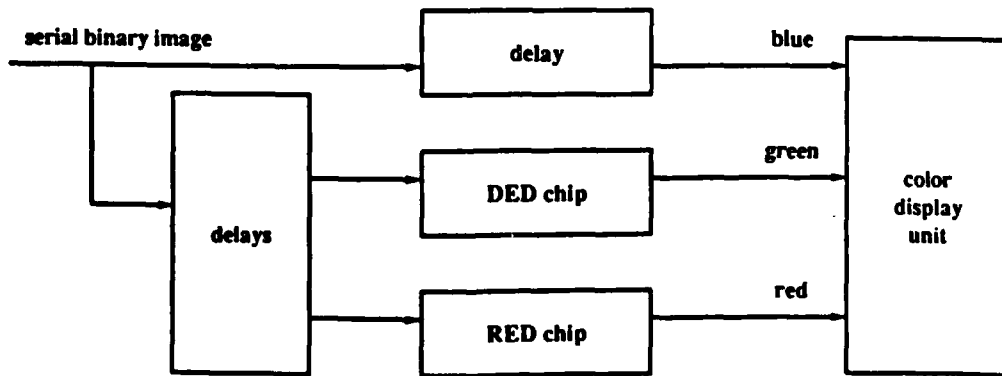 serial binary image
delay
blue
green
DED chip
color
display
unit
delays
red
RED chip